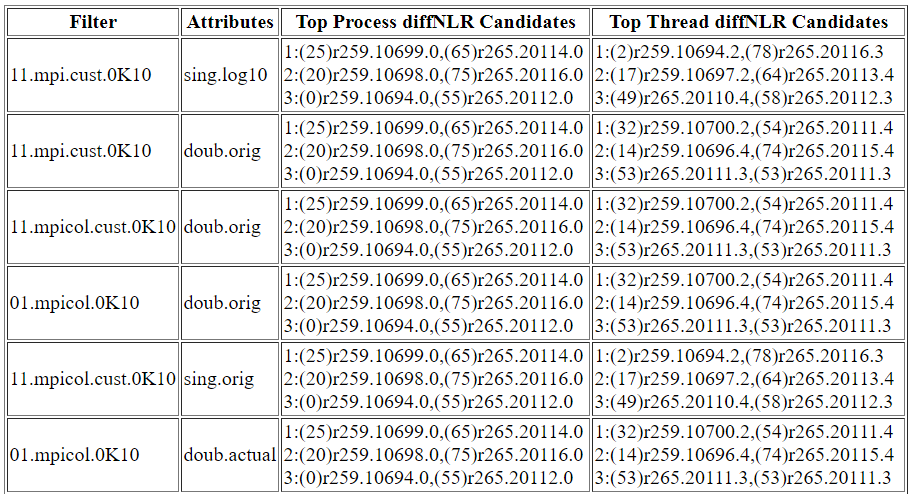 Filter Attributes Top Process diffNLR Candidates Top Thread diffNLR Candidates
1:(25)r259.10699.0,(65)r265.20114.0 1:(2)r259.10694.2,(78)r265.20116.3
11.mpi.cust.0K10 sing.log10 2:(20)r259.10698.0,(75)r265.20116.0 2:(17)r259.10697.2,(64)r265.20113.4
3:(0)r259.10694.0,(55)r265.20112.0 3:(49)r265.20110.4,(58)r265.20112.3
1:(25)r259.10699.0,(65)r265.20114.0 1:(32)r259.10700.2,(54)r265.20111.4
11.mpi.cust.0K10 doub.orig 2:(20)r259.10698.0,(75)r265.20116.0 2:(14)r259.10696.4,(74)r265.20115.4
3:(0)r259.10694.0,(55)r265.20112.0 3:(53)r265.20111.3,(53)r265.20111.3
1:(25)r259.10699.0,(65)r265.20114.0 1:(32)r259.10700.2,(54)r265.20111.4
11.mpicol.cust.0K10 doub.orig 2:(20)r259.10698.0,(75)r265.20116.0 2:(14)r259.10696.4,(74)r265.20115.4
3:(0)r259.10694.0,(55)r265.20112.0 3:(53)r265.20111.3,(53)r265.20111.3
1:(25)r259.10699.0,(65)r265.20114.0 1:(32)r259.10700.2,(54)r265.20111.4
01.mpicol.0K10 doub.orig 2:(20)r259.10698.0,(75)r265.20116.0 2:(14)r259.10696.4,(74)r265.20115.4
3:(0)r259.10694.0,(55)r265.20112.0 3:(53)r265.20111.3,(53)r265.20111.3
1:(25)r259.10699.0,(65)r265.20114.0 1:(2)r259.10694.2,(78)r265.20116.3
11.mpicol.cust.0K10 sing.orig 2:(20)r259.10698.0,(75)r265.20116.0 2:(17)r259.10697.2,(64)r265.20113.4
3:(0)r259.10694.0,(55)r265.20112.0 3:(49)r265.20110.4,(58)r265.20112.3
1:(25)r259.10699.0,(65)r265.20114.0 1:(32)r259.10700.2,(54)r265.20111.4
01.mpicol.0K10 doub.actual 2:(20)r259.10698.0,(75)r265.20116.0 2:(14)r259.10696.4,(74)r265.20115.4
3:(0)r259.10694.0,(55)r265.20112.0 3:(53)r265.20111.3,(53)r265.20111.3